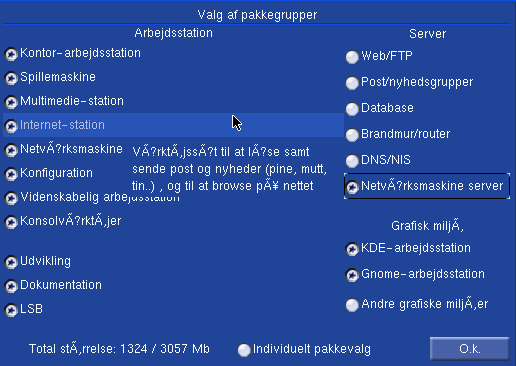 Valg af pakkegrupper
Arbejdsstation
Kontor-arbejdsstation
Spillemaskine
Multimedie-station
Internet-station
NetvÃ?rksmaskine
Konfiguration
Videnskabelig arbejdsstation
KonsolvÃ?rktÃ¸jer
Udvikling
Dokumentation
LSB
VÃ?rktÃ¸jssÃ?t til at lÃ?se samt
sende post og nyheder (pine, mutt,
tin..) , og til at browse pÃ¥ nettet
Server
Web/FTP
Post/nyhedsgrupper
Database
Brandmur/router
DNS/NIS
NetvÃ?rksmaskine server
Grafisk miljÃ¸
KDE-arbejdsstation
Gnome-arbejdsstation
Andre grafiske miljÃ¸er
Total stÃ¸rrelse: 1324 / 3057 Mb
Individuelt pakkevalg
O.k.